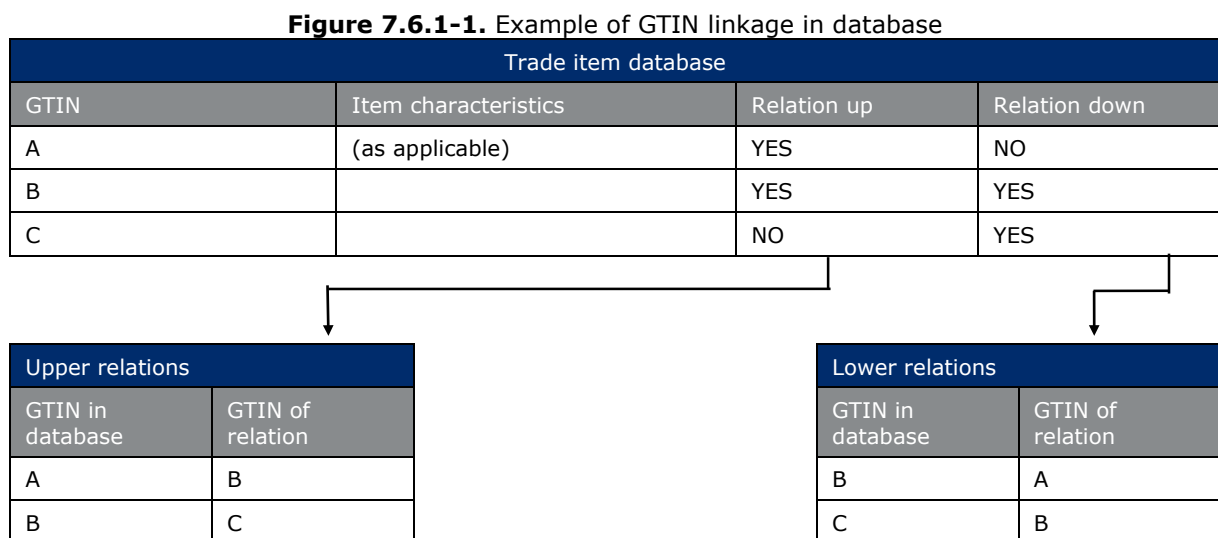 Figure 7.6.1-1. Example of GTIN linkage in database
Trade item database
GTIN Item characteristics Relation up Relation down
A (as applicable) YES NO
B YES YES
C NO YES
Upper relations
GTIN in database GTIN of relation
A B
B C
Lower relations
GTIN in database GTIN of relation
B A
C B